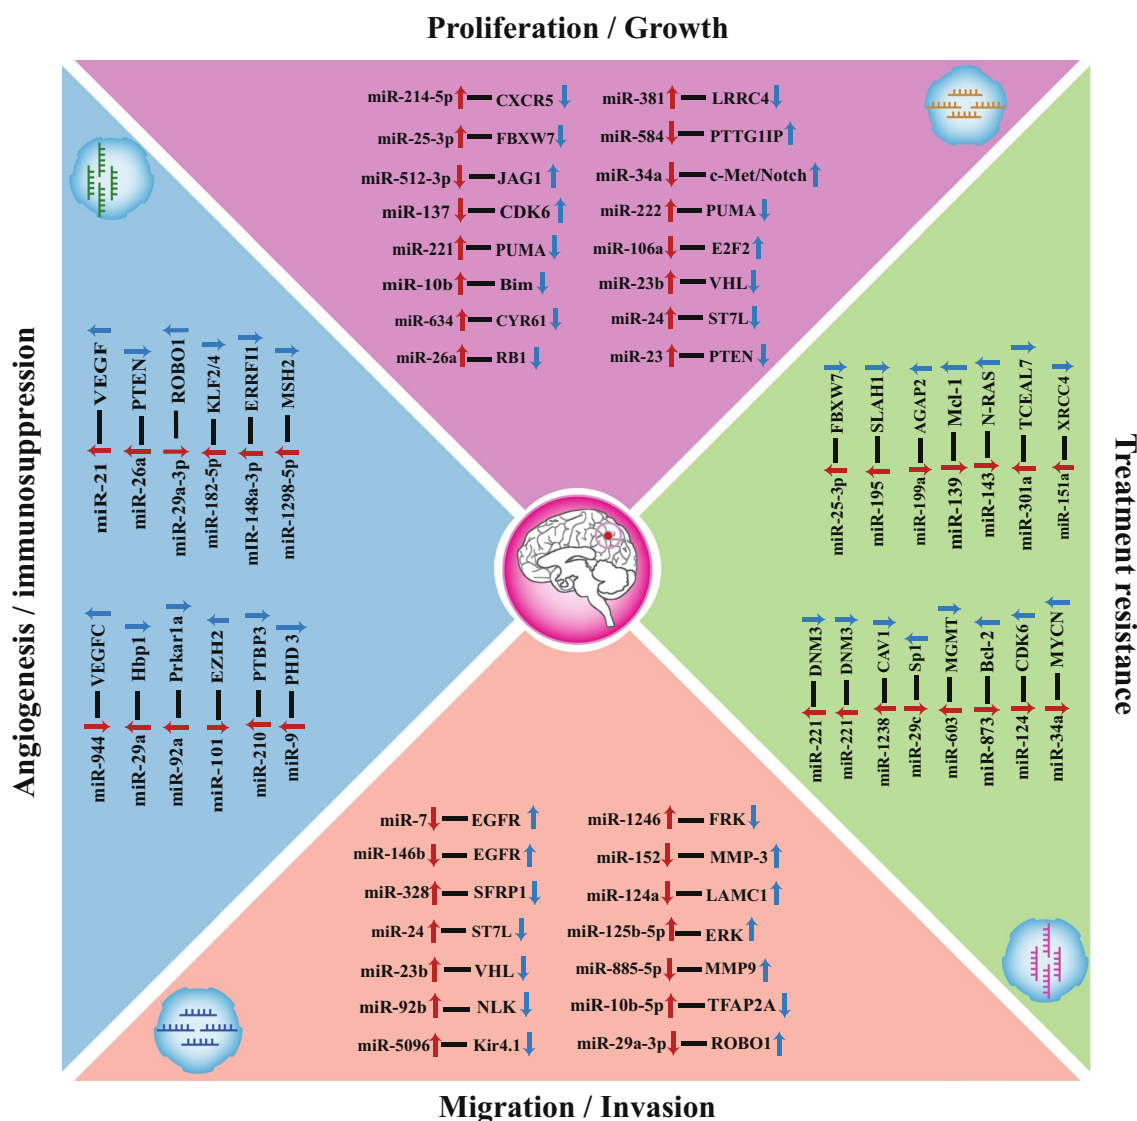 Proliferation / Growth
miR-214-5p CXCR5
miR-25-3p FBXW7
miR-512-3p JAG1
miR-137 CDK6
miR-221 PUMA
miR-10b Bim
miR-634 CYR61
miR-26a RB1
miR-381 LRRC4
miR-584 PTTG1IP
miR-34a c-Met/Notch
miR-222 PUMA
miR-106a E2F2
miR-23b VHL
miR-24 ST7L
miR-23 PTEN
Angiogenesis / immunosuppression
miR-21 VEGF
miR-26a PTEN
miR-29a-3p ROBO1
miR-182-5p KLF2/4
mIR-148a-3p ERRFI1
miR-1298-5p MSH2
miR-944 VEGFC
miR-29a Hbp1
miR-92a Prkar1a
miR-101 EZH2
miR-210 PTBP3
miR-9 PHD 3
Treatment resistance
miR-25-3p FBXW7
miR-195 SLAH1
miR-199a AGAP2
miR-139 Mcl-1
miR-143 N-RAS
miR-301a TCEAL7
miR-151a XRCC4
miR-221 DNM3
miR-221 DNM3
miR-1238 CAV1
miR-29c Sp1
miR-603 MGMT
miR-873 Bcl-2
miR-124 CDK6
miR-34a MYCN
miR-7 EGFR
miR-146b EGFR
miR-328 SFRP1
miR-24 ST7L
miR-23b VHL
miR-92b NLK
miR-5096 Kir4.1
miR-1246 FRK
miR-152 MMP-3
miR-124a LAMC1
miR-125b-5p ERK
miR-885-5p MMP9
miR-10b-5p TFAP2A
miR-29a-3p ROBO1
Migration / Invasion